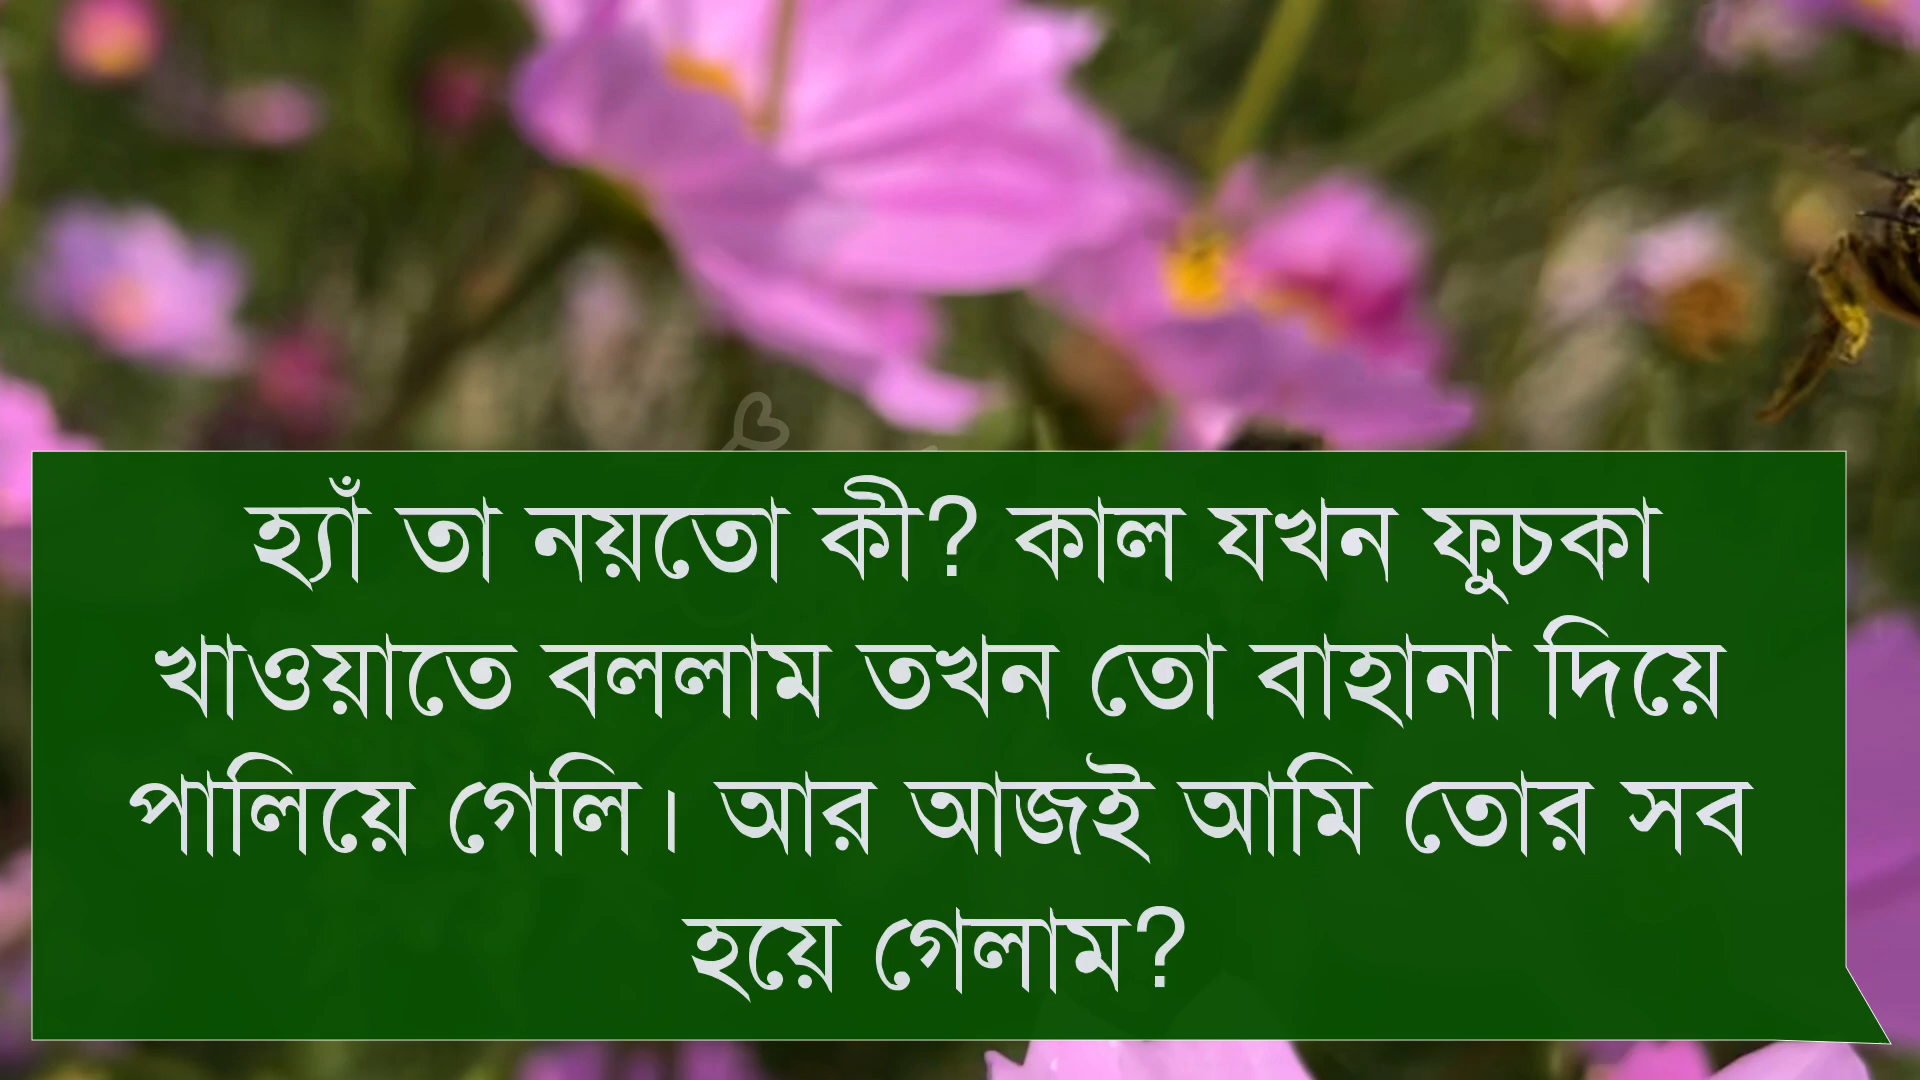 হ্যাঁ তা নয়তো কী? কাল যখন ফুচকা
খাওয়াতে বললাম তখন তো বাহানা দিয়ে
পালিয়ে গেলি। আর আজই আমি তোর সব
হয়ে গেলাম?